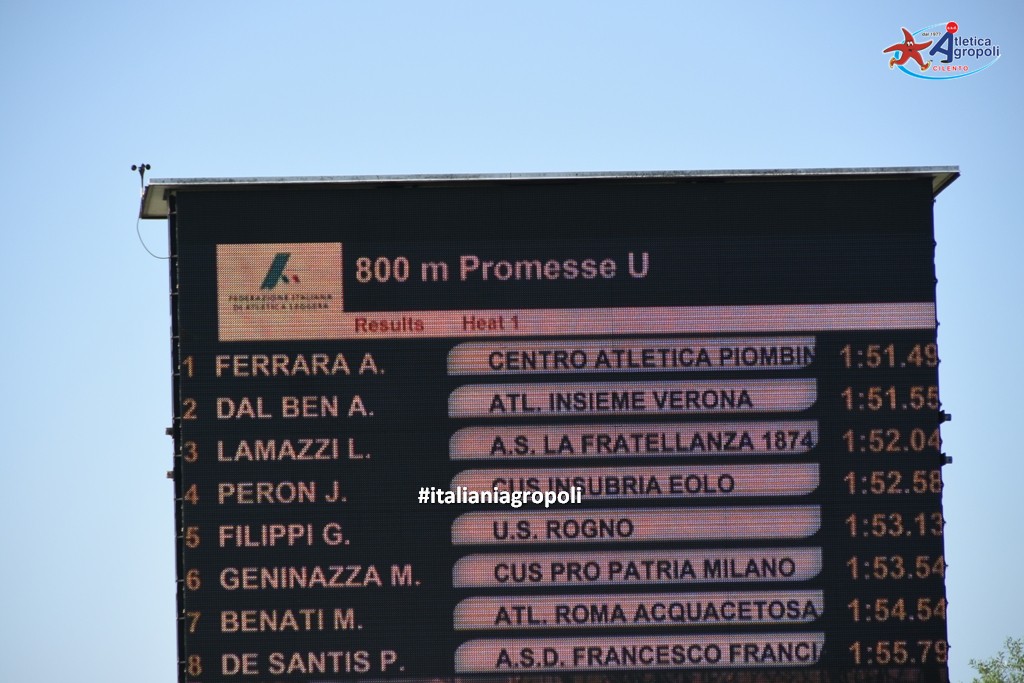 dal 1977
Atletica
Agropoli
CILENTO
800 m Promesse U
FEDERAZIONE ITALIANA
DI ATLETICA LEGGERA
Results Heat 1
1 FERRARA A. CENTRO ATLETICA PIOMBIN 1:51.49
2 DAL BEN A. ATL. INSIEME VERONA 1:51.55
3 LAMAZZI L. A.S. LA FRATELLANZA 1874 1:52.04
4 PERON J. CUS INSUBRIA EOLO 1:52.58
#italianiagropoli
5 FILIPPI G. U.S. ROGNO 1:53.13
6 GENINAZZA M. CUS PRO PATRIA MILANO 1:53.54
7 BENATI M. ATL. ROMA ACQUACETOSA 1:54.54
8 DE SANTIS P. A.S.D. FRANCESCO FRANCI 1:55.79